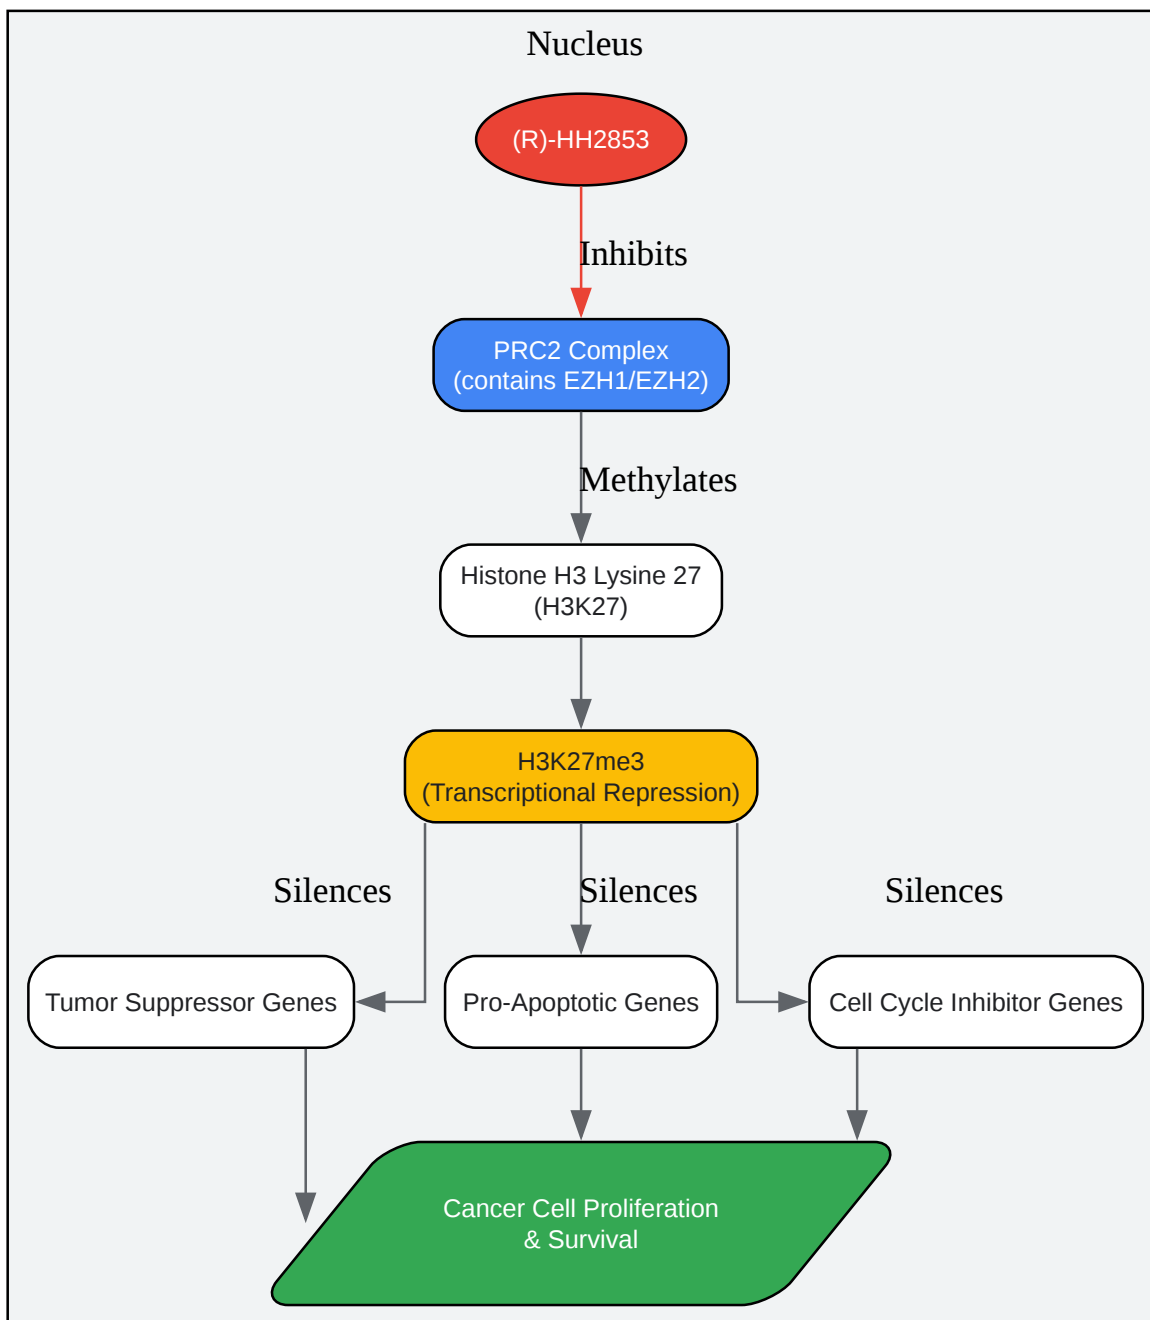 Nucleus
(R)-HH2853
Inhibits
PRC2 Complex
(contains EZH1/EZH2)
Methylates
Histone H3 Lysine 27
(H3K27)
H3K27me3
(Transcriptional Repression)
Silences
Silences
Silences
Tumor Suppressor Genes
Pro-Apoptotic Genes
Cell Cycle Inhibitor Genes
Cancer Cell Proliferation
& Survival